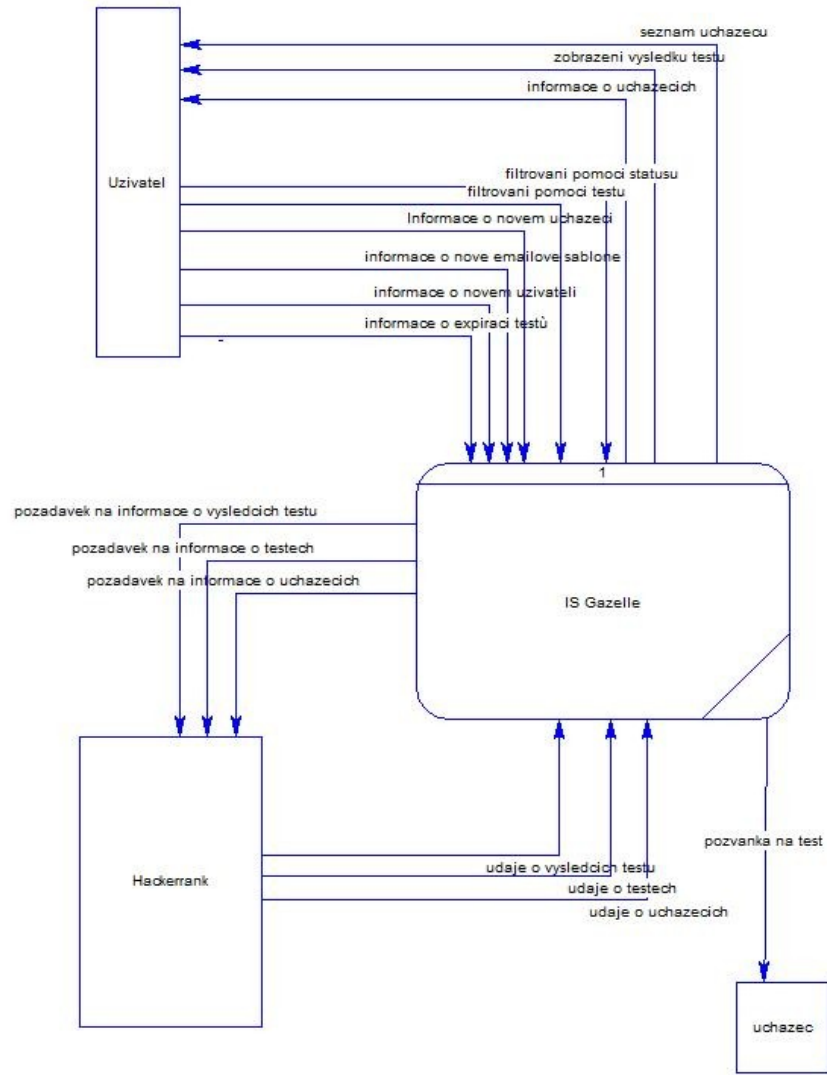 seznam uchazecu
zobrazeni vysledku testu
informace o uchazecich
Uzivatel
filtrovani pomoci statusu
filtrovani pomoci testu
Informace o novem uchazeci
informace o nove emailove sablone
informace o novem uzivateli
informace o expiraci testù
1
pozadavek na informace o vysledcich testu
pozadavek na informace o testech
pozadavek na informace o uchazecich
IS Gazelle
pozvanka na test
udaje o vysledcich testu
Hackerrank
udaje o testech
udaje o uchazecich
uchazec